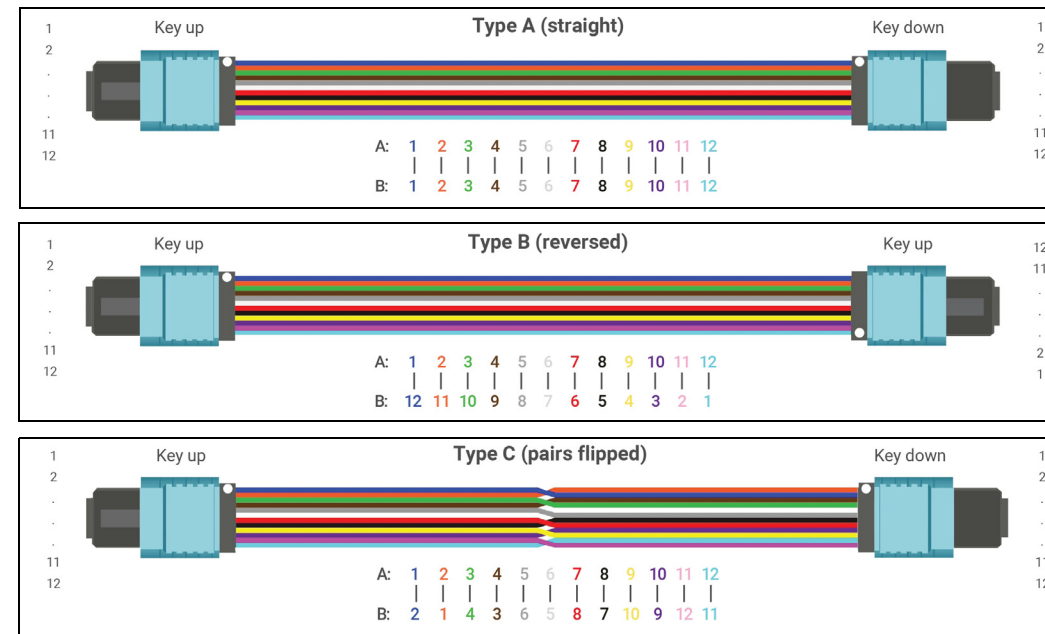 Type A (straight)
Key up
Key down
1
2
.
.
.
11
12
1
2
.
.
.
11
12
A: 1 2 3 4 5 6 7 8 9 10 11 12
B: 1 2 3 4 5 6 7 8 9 10 11 12
Type B (reversed)
Key up
Key up
1
2
.
.
.
11
12
12
11
.
.
.
2
1
A: 1 2 3 4 5 6 7 8 9 10 11 12
B: 12 11 10 9 8 7 6 5 4 3 2 1
Type C (pairs flipped)
Key up
Key down
1
2
.
.
.
11
12
1
2
.
.
.
11
12
A: 1 2 3 4 5 6 7 8 9 10 11 12
B: 2 1 4 3 6 5 8 7 10 9 12 11